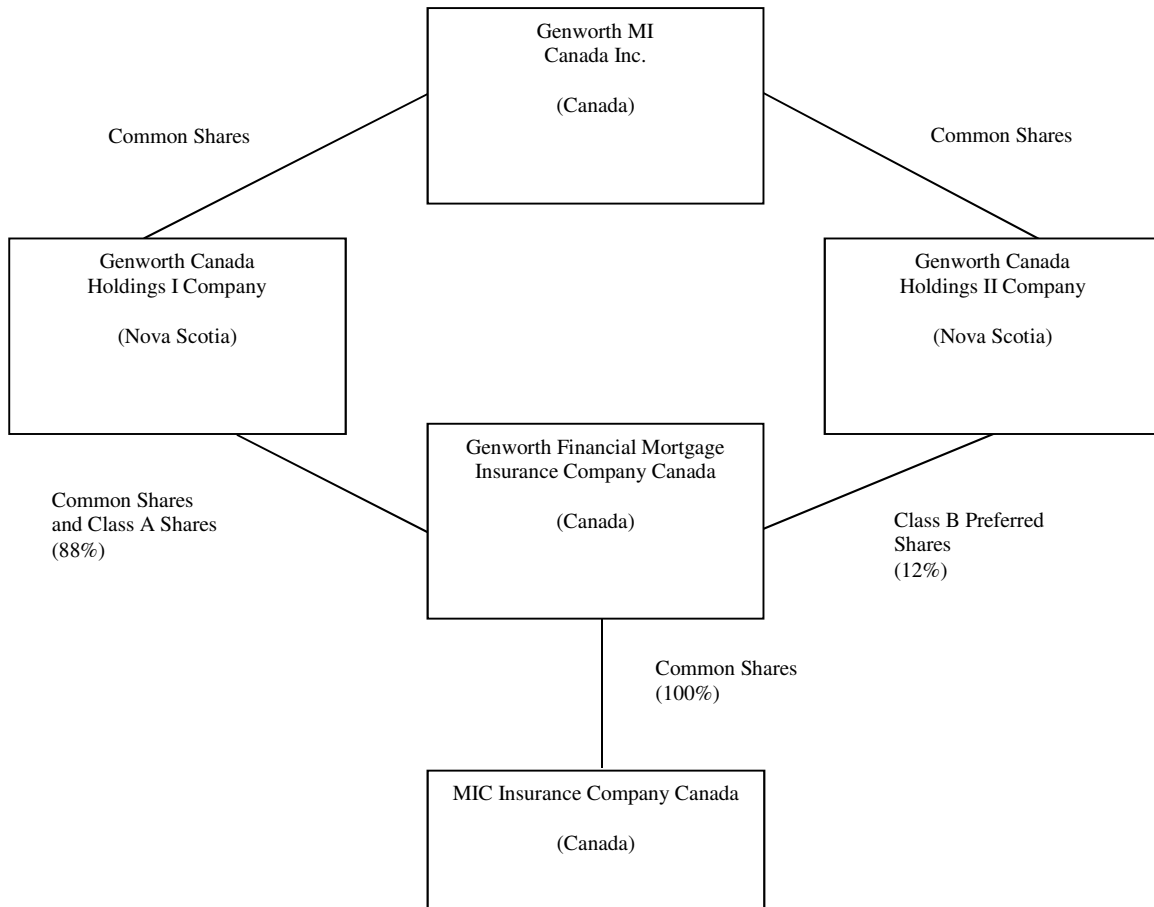 Genworth MI
Canada Inc.
(Canada)
Common Shares
Common Shares
Genworth Canada
Holdings I Company
(Nova Scotia)
Genworth Canada
Holdings II Company
(Nova Scotia)
Genworth Financial Mortgage
Insurance Company Canada
(Canada)
Common Shares
and Class A Shares
(88%)
Class B Preferred
Shares
(12%)
Common Shares
(100%)
MIC Insurance Company Canada
(Canada)